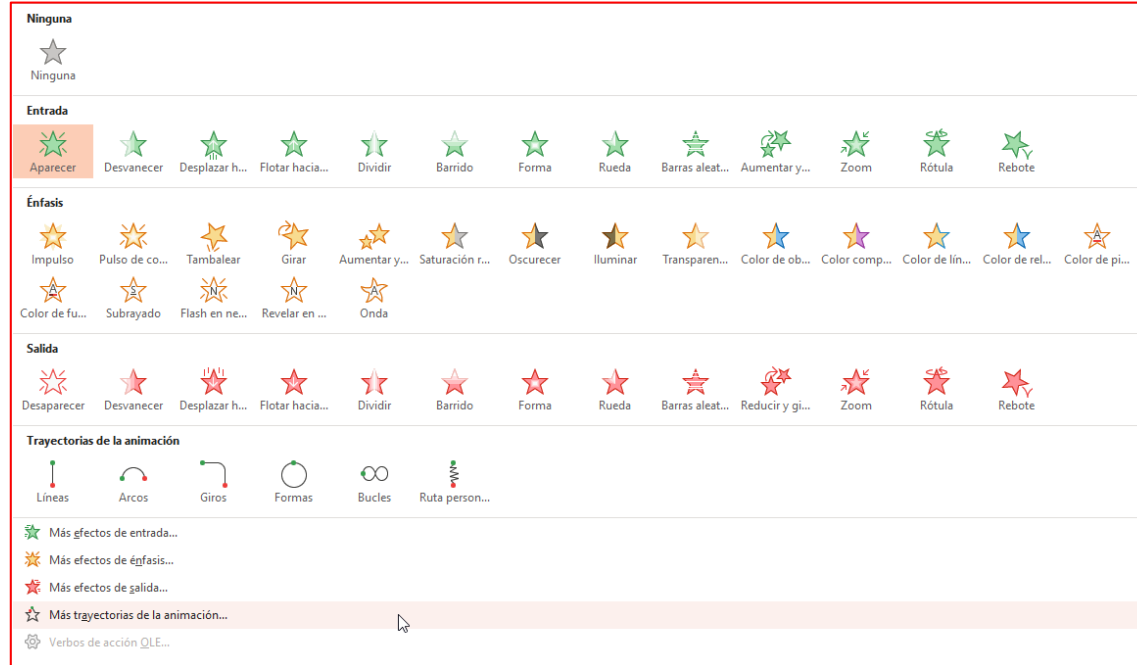 Ninguna
Ninguna
Entrada
Aparecer Desvanecer Desplazar h... Flotar hacia... Dividir Barrido Forma Rueda Barras aleat... Aumentar y... Zoom Rótula Rebote
Énfasis
Impulso Pulso de co... Tambalear Girar Aumentar y... Saturación r... Oscurecer Iluminar Transparen... Color de ob... Color comp... Color de lín... Color de rel... Color de pi...
Color de fu... Subrayado Flash en ne... Revelar en ... Onda
Salida
Desaparecer Desvanecer Desplazar h... Flotar hacia... Dividir Barrido Forma Rueda Barras aleat... Reducir y gi... Zoom Rótula Rebote
Trayectorias de la animación
Líneas Arcos Giros Formas Bucles Ruta person...
Más efectos de entrada...
Más efectos de énfasis...
Más efectos de salida...
Más trayectorias de la animación...
Verbos de acción OLE...